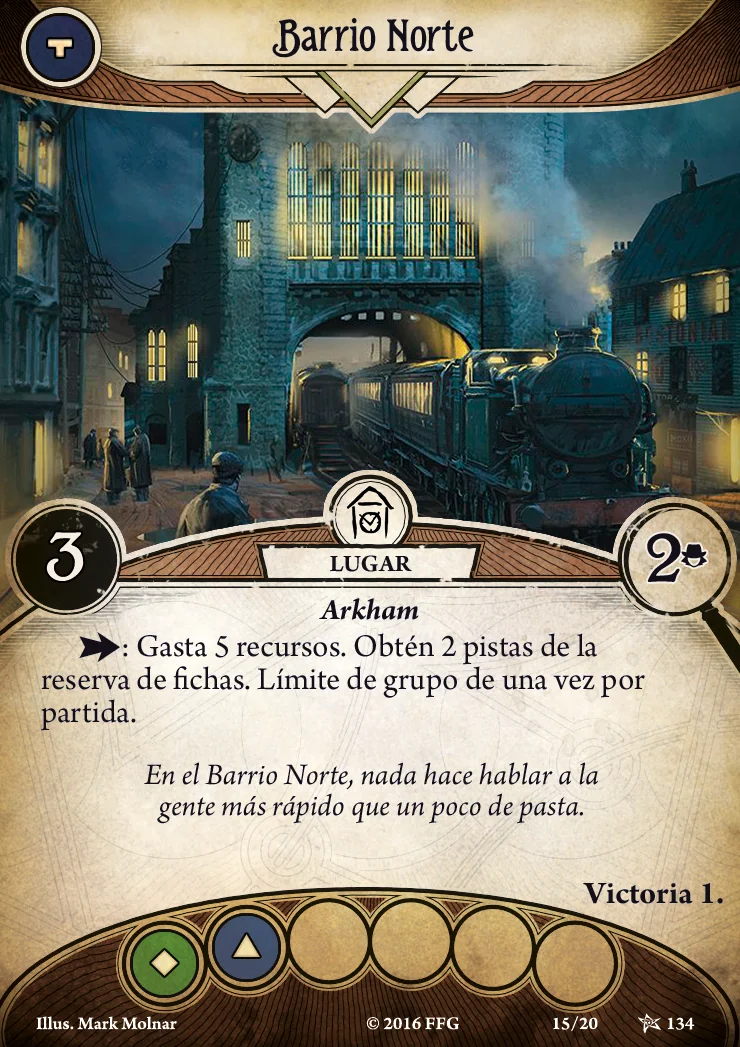 Barrio Norte
3
LUGAR
2
Arkham
: Gasta 5 recursos. Obtén 2 pistas de la
reserva de fichas. Límite de grupo de una vez por
partida.
En el Barrio Norte, nada hace hablar a la
gente más rápido que un poco de pasta.
Victoria 1.
Illus. Mark Molnar
© 2016 FFG
15/20
134